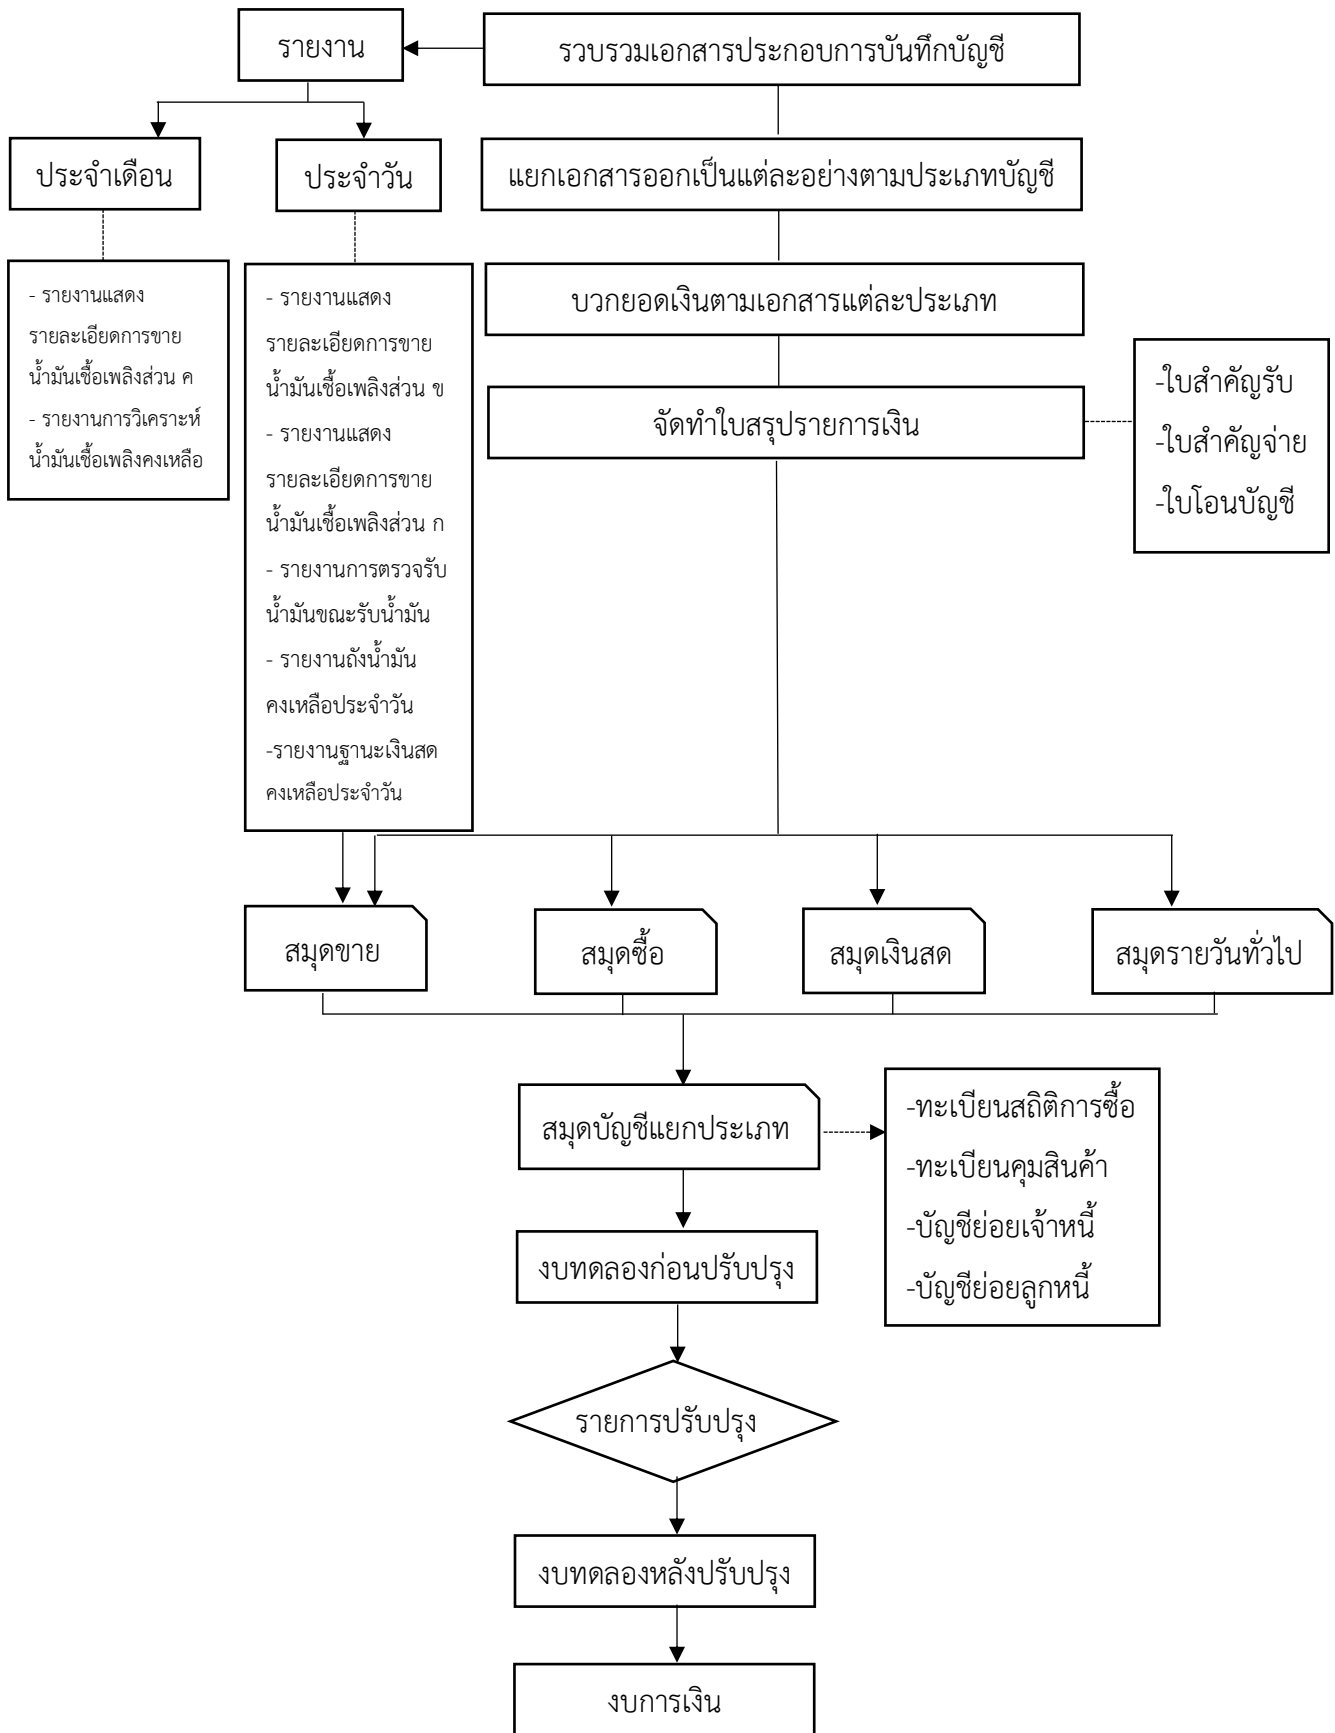 รายงาน
รวบรวมเอกสารประกอบการบันทึกบัญชี
ประจำเดือน
ประจำวัน
แยกเอกสารออกเป็นแต่ละอย่างตามประเภทบัญชี
- รายงานแสดง
รายละเอียดการขาย
น้ำมันเชื้อเพลิงส่วน ค
- รายงานการวิเคราะห์
น้ำมันเชื้อเพลิงคงเหลือ
- รายงานแสดง
รายละเอียดการขาย
น้ำมันเชื้อเพลิงส่วน ข
- รายงานแสดง
รายละเอียดการขาย
น้ำมันเชื้อเพลิงส่วน ก
- รายงานการตรวจรับ
น้ำมันขณะรับน้ำมัน
- รายงานถังน้ำมัน
คงเหลือประจำวัน
-รายงานฐานะเงินสด
คงเหลือประจำวัน
บวกยอดเงินตามเอกสารแต่ละประเภท
จัดทำใบสรุปรายการเงิน
-ใบสำคัญรับ
-ใบสำคัญจ่าย
-ใบโอนบัญชี
สมุดขาย
สมุดซื้อ
สมุดเงินสด
สมุดรายวันทั่วไป
สมุดบัญชีแยกประเภท
-ทะเบียนสถิติการซื้อ
-ทะเบียนคุมสินค้า
-บัญชีย่อยเจ้าหนี้
-บัญชีย่อยลูกหนี้
งบทดลองก่อนปรับปรุง
รายการปรับปรุง
งบทดลองหลังปรับปรุง
งบการเงิน